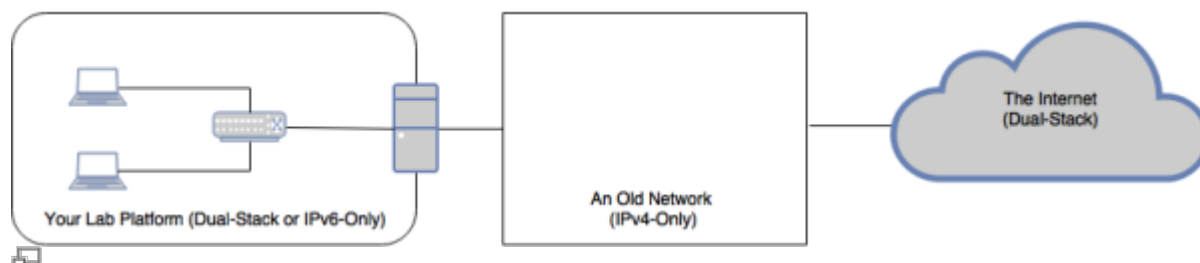 Your Lab Platform (Dual-Stack or IPv6-Only)
An Old Network
(IPv4-Only)
The Internet
(Dual-Stack)